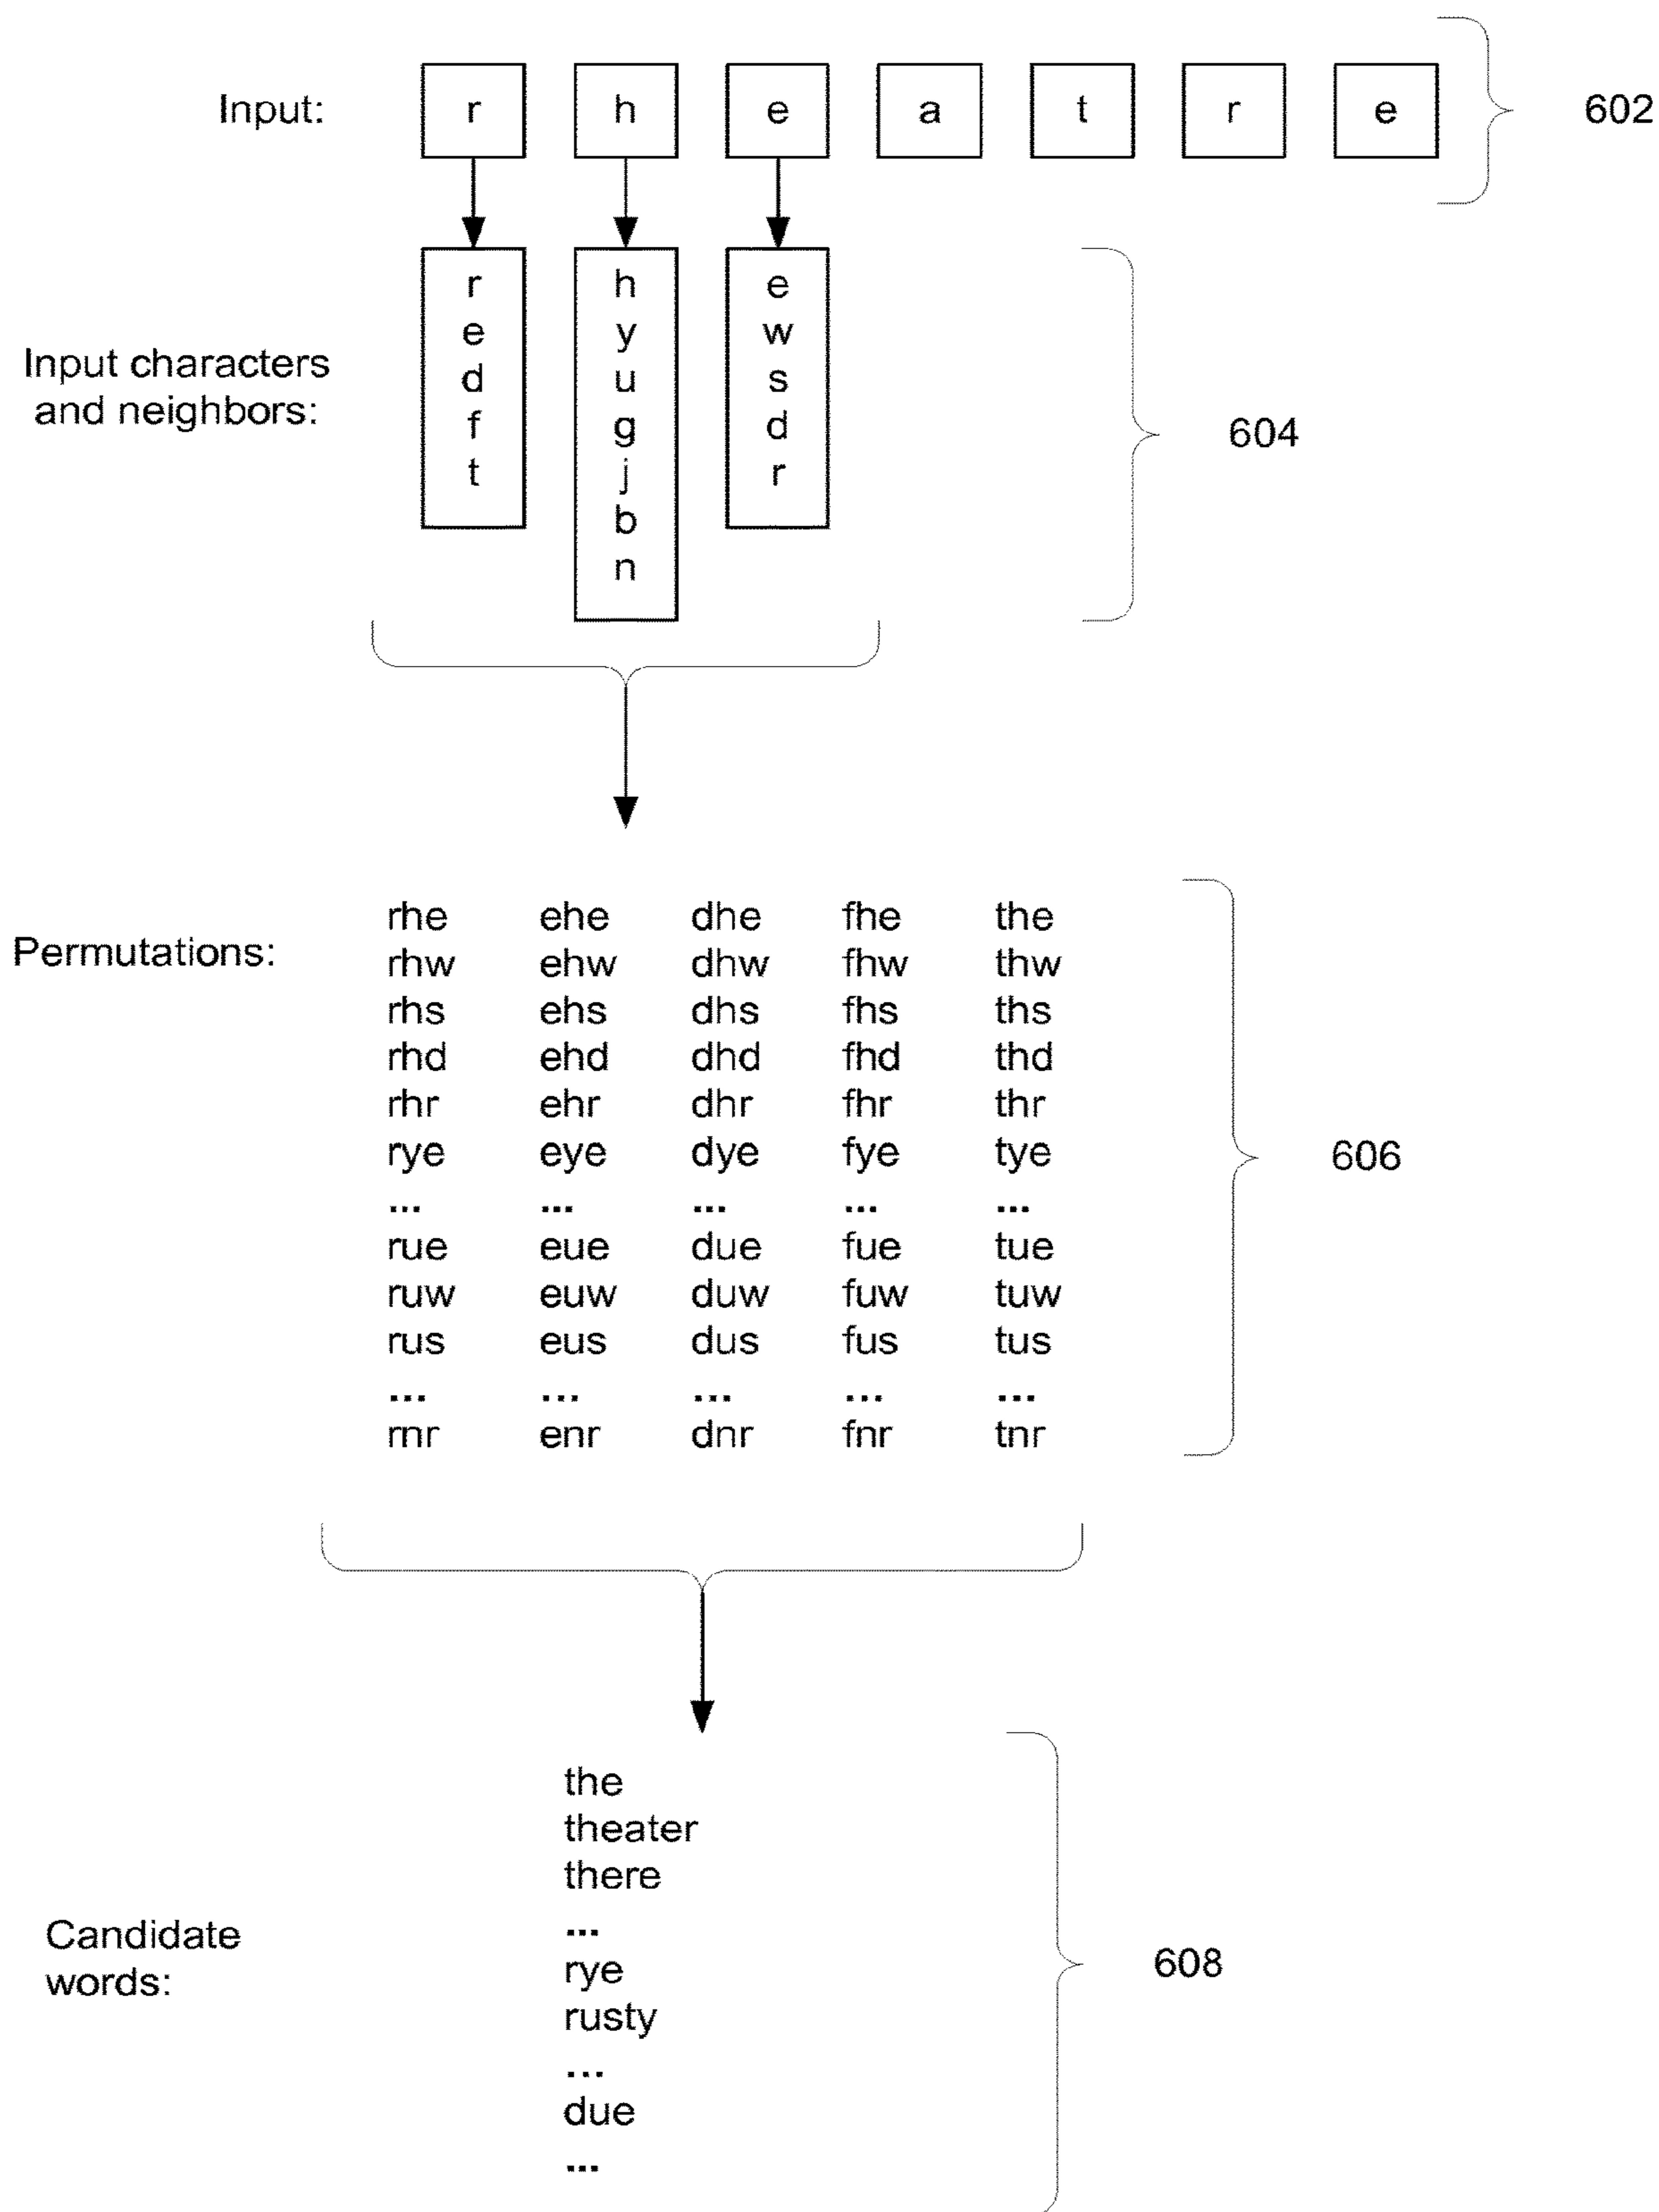 Input: r h e a t r e 602
r h e
e y w
d u s
f g d
t j r
b
n
Input characters
and neighbors:
604
Permutations:
rhe ehe dhe fhe the
rhw ehw dhw fhw thw
rhs ehs dhs fhs ths
rhd ehd dhd fhd thd
rhr ehr dhr fhr thr
rye eye dye fye tye
... ... ... ... ...
rue eue due fue tue
ruw euw duw fuw tuw
rus eus dus fus tus
... ... ... ... ...
rnr enr dnr fnr tnr
606
Candidate
words:
the
theater
there
...
rye
rusty
...
due
...
608